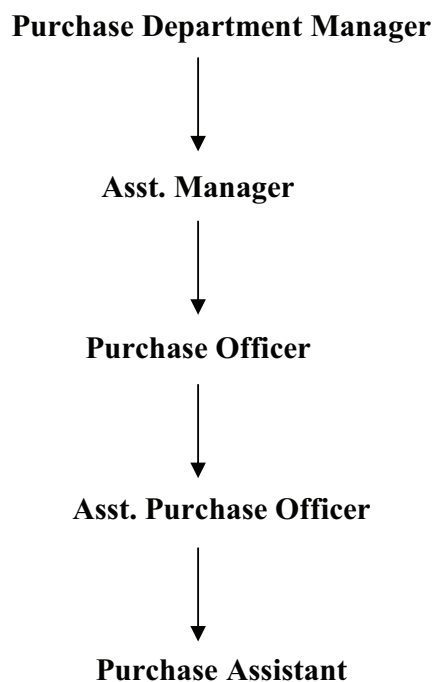 Purchase Department Manager
Asst. Manager
Purchase Officer
Asst. Purchase Officer
Purchase Assistant